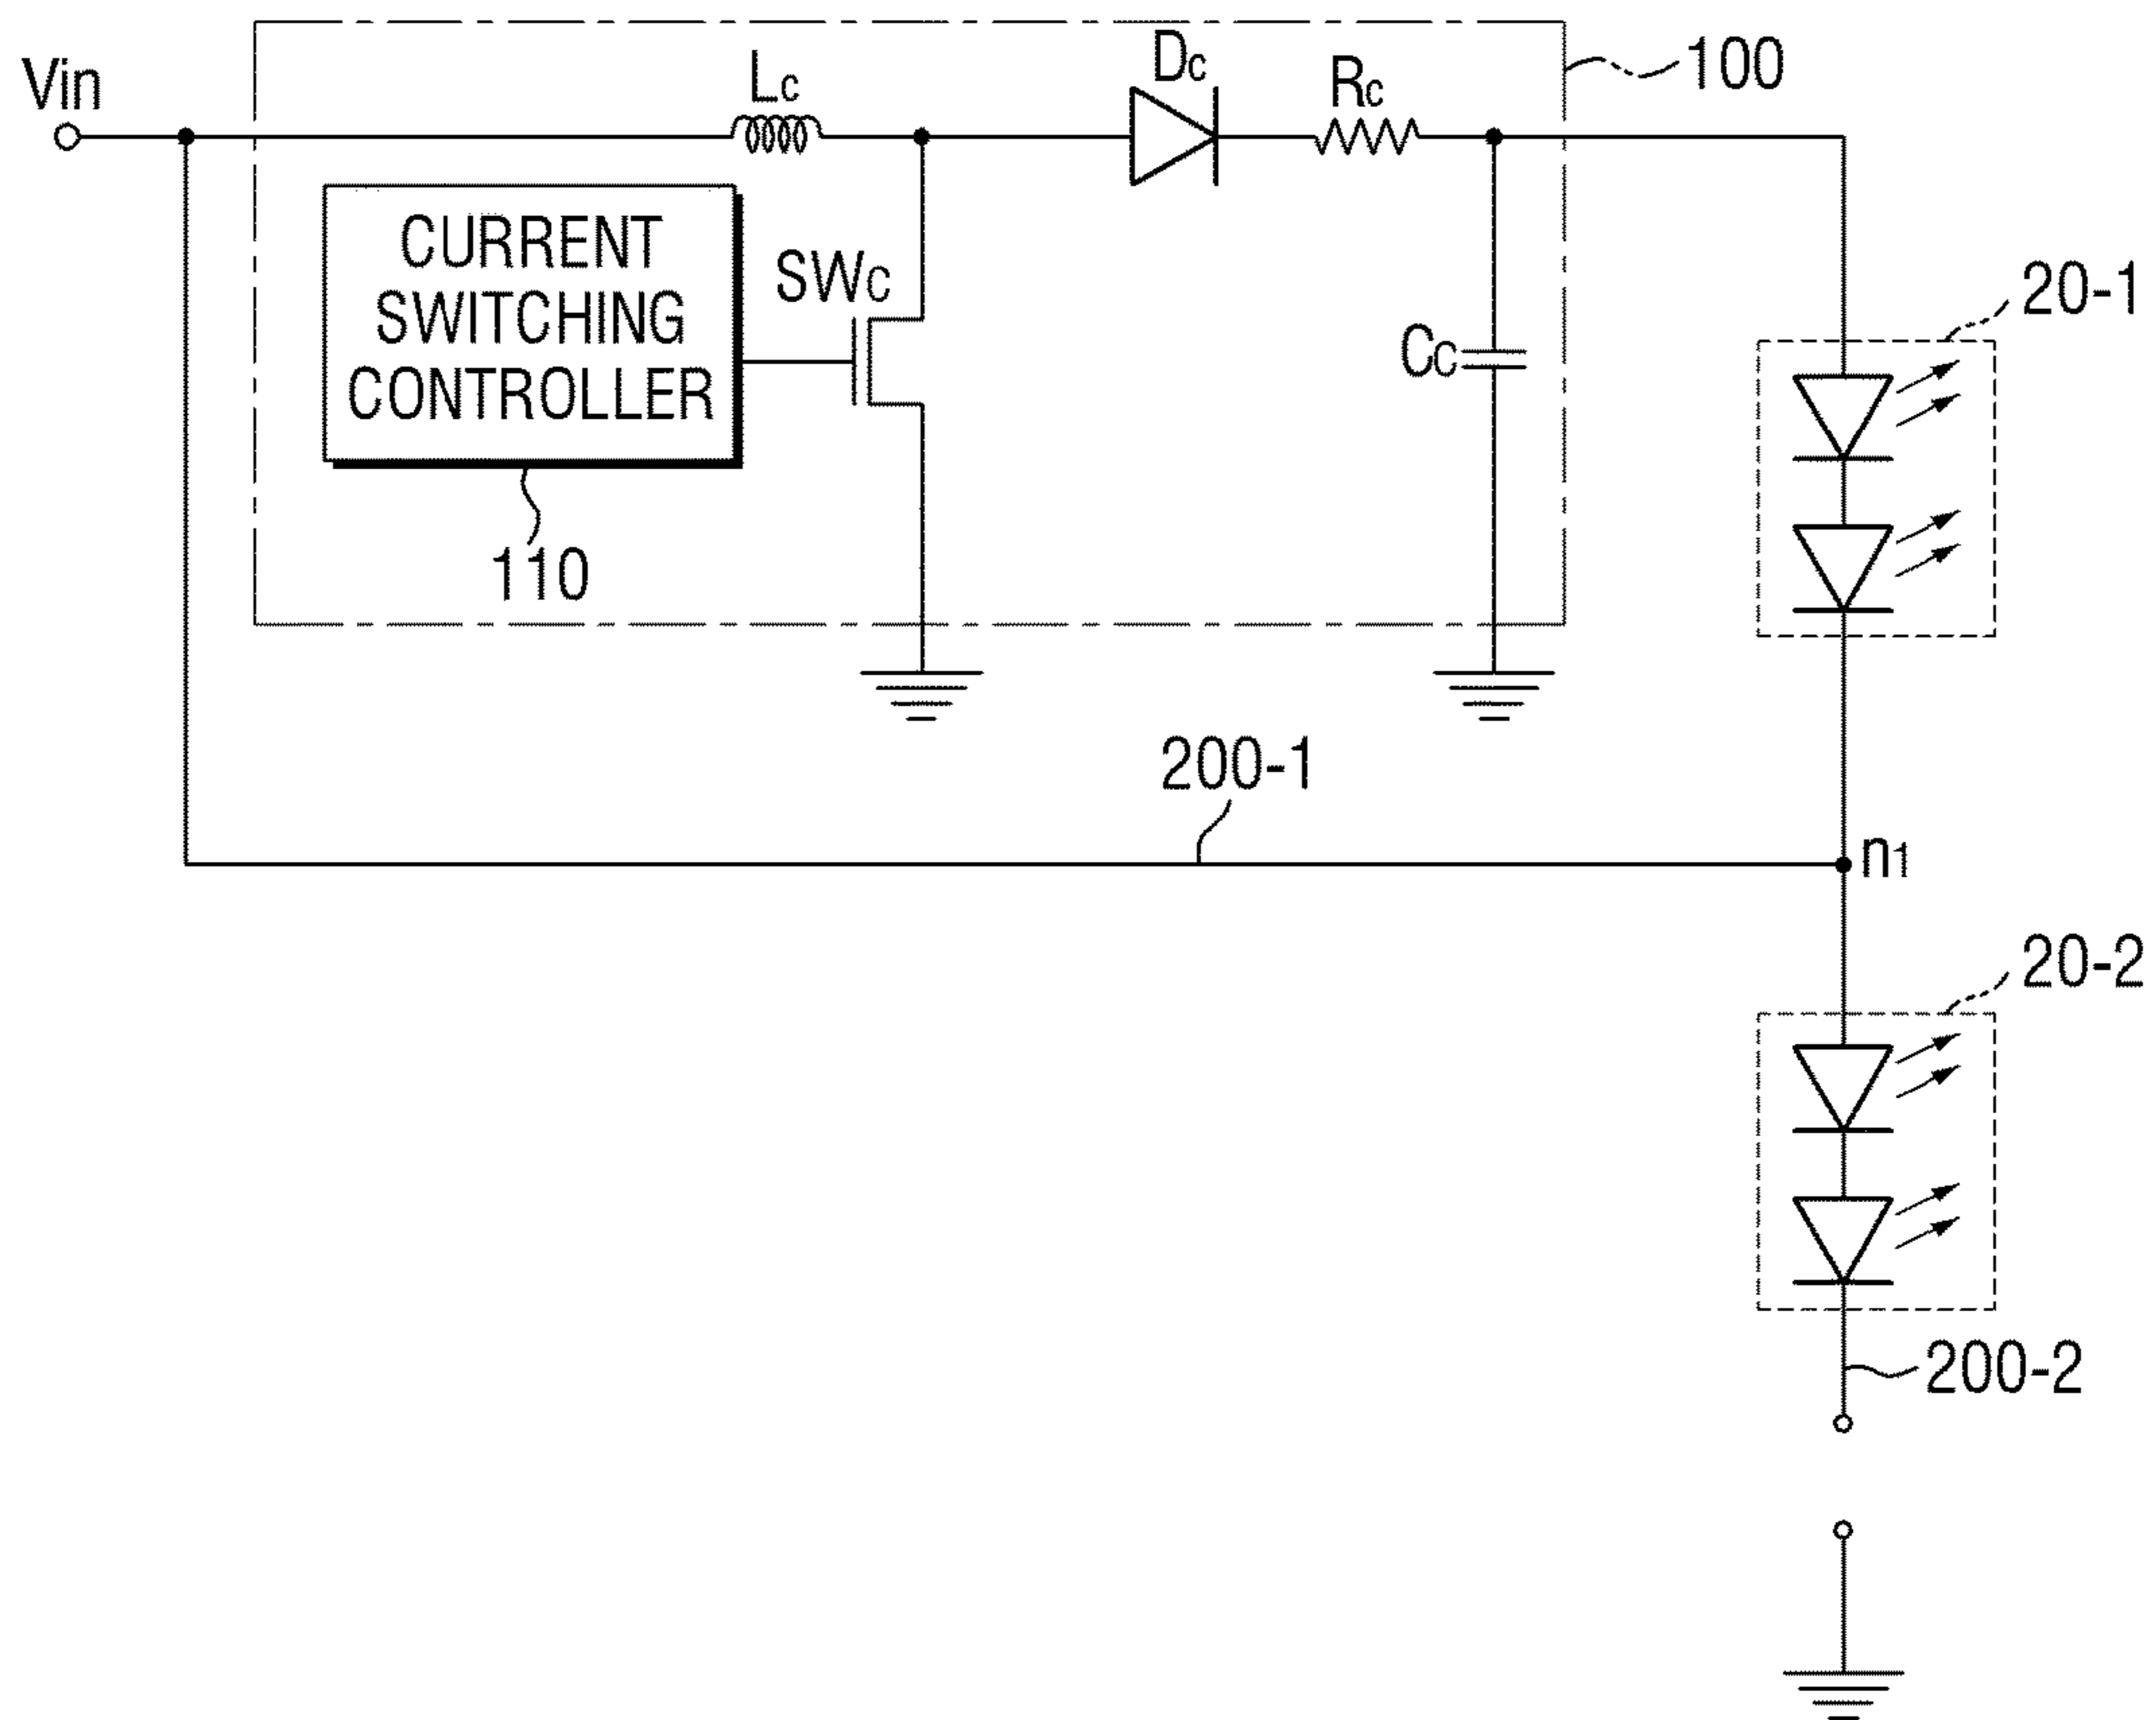 Vin
Lc
Dc
Rc
100
CURRENT
SWITCHING
CONTROLLER
SWc
Cc
20-1
110
200-1
n1
20-2
200-2